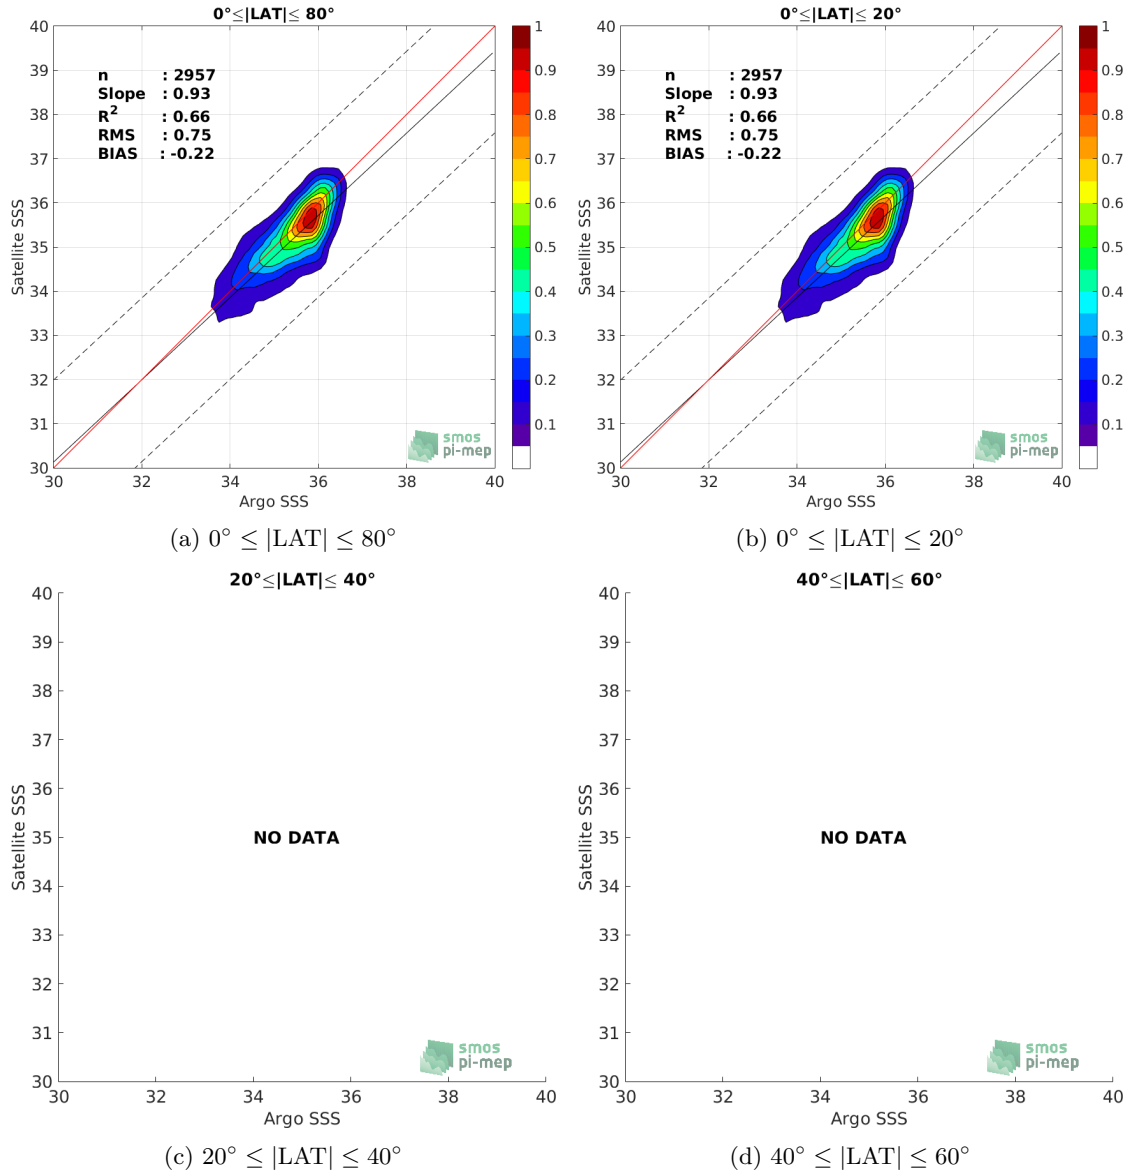 0°≤|LAT|≤ 80°
40
39
38
37
36
35
34
33
32
31
30
Satellite SSS
n : 2957
Slope : 0.93
R2 : 0.66
RMS : 0.75
BIAS : -0.22
smos
pi-mep
30 32 34 36 38 40
Argo SSS
1
0.9
0.8
0.7
0.6
0.5
0.4
0.3
0.2
0.1
(a) 0° ≤ |LAT| ≤ 80°
0°≤|LAT|≤ 20°
40
39
38
37
36
35
34
33
32
31
30
Satellite SSS
n : 2957
Slope : 0.93
R2 : 0.66
RMS : 0.75
BIAS : -0.22
smos
pi-mep
30 32 34 36 38 40
Argo SSS
1
0.9
0.8
0.7
0.6
0.5
0.4
0.3
0.2
0.1
(b) 0° ≤ |LAT| ≤ 20°
20°≤|LAT|≤ 40°
40
39
38
37
36
35
34
33
32
31
30
Satellite SSS
NO DATA
smos
pi-mep
30 32 34 36 38 40
Argo SSS
(c) 20° ≤ |LAT| ≤ 40°
40°≤|LAT|≤ 60°
40
39
38
37
36
35
34
33
32
31
30
Satellite SSS
NO DATA
smos
pi-mep
30 32 34 36 38 40
Argo SSS
(d) 40° ≤ |LAT| ≤ 60°